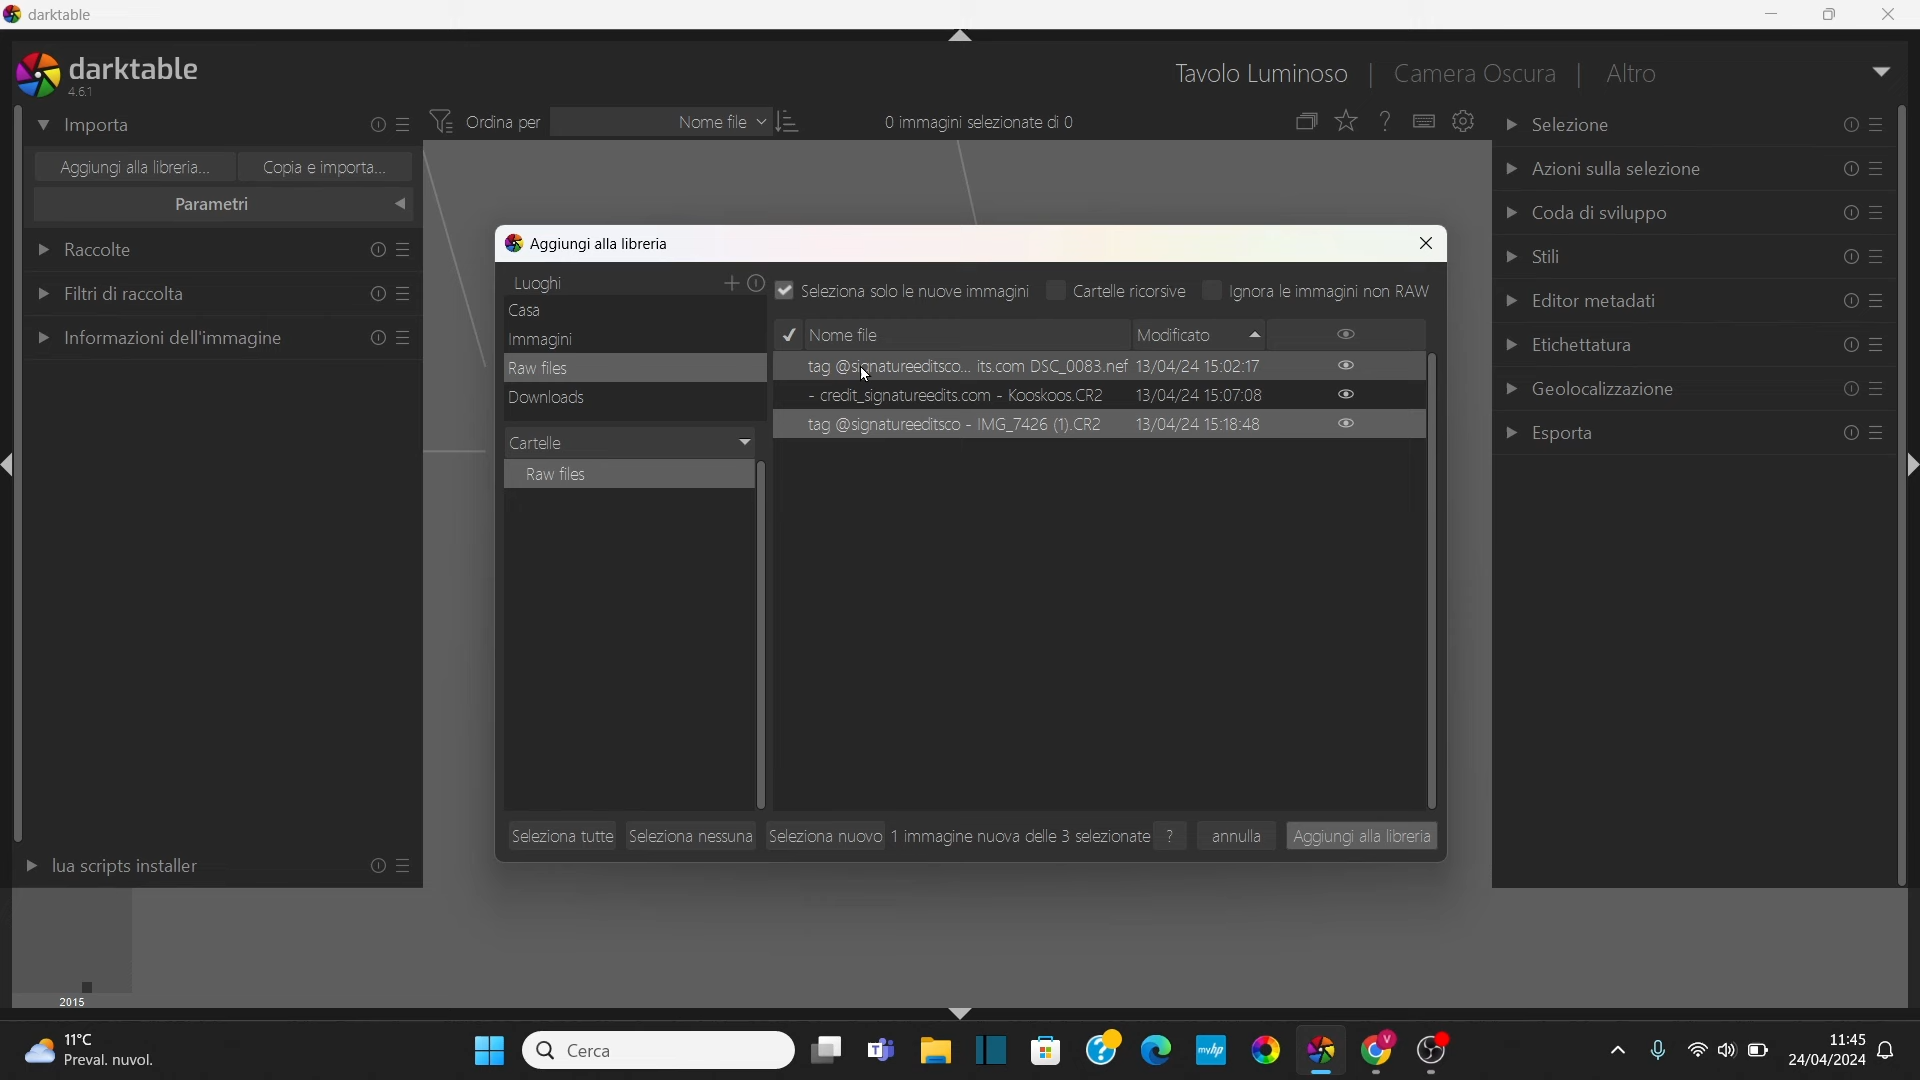 darktable
darktable
4.6.1
Tavolo Luminoso | Camera Oscura | Altro
Importa
Ordina per
Nome file
0 immagini selezionate di 0
Aggiungi alla libreria...
Copia e importa...
Parametri
Raccolte
Filtri di raccolta
Informazioni dell'immagine
lua scripts installer
Selezione
Azioni sulla selezione
Coda di sviluppo
Stili
Editor metadati
Etichettatura
Geolocalizzazione
Esporta
Aggiungi alla libreria
Luoghi
Casa
Immagini
Raw files
Downloads
Cartelle
Raw files
Seleziona solo le nuove immagini
Cartelle ricorsive
Ignora le immagini non RAW
Nome file
Modificato
tag @signatureeditsco... its.com DSC_0083.nef 13/04/24 15:02:17
- credit_signatureedits.com - Kooskoos.CR2 13/04/24 15:07:08
tag @signatureeditsco - IMG_7426 (1).CR2 13/04/24 15:18:48
Seleziona tutte
Seleziona nessuna
Seleziona nuovo
1 immagine nuova delle 3 selezionate
?
annulla
Aggiungi alla libreria
2015
11°C
Preval. nuvol.
Cerca
myhp
V
11:45
24/04/2024